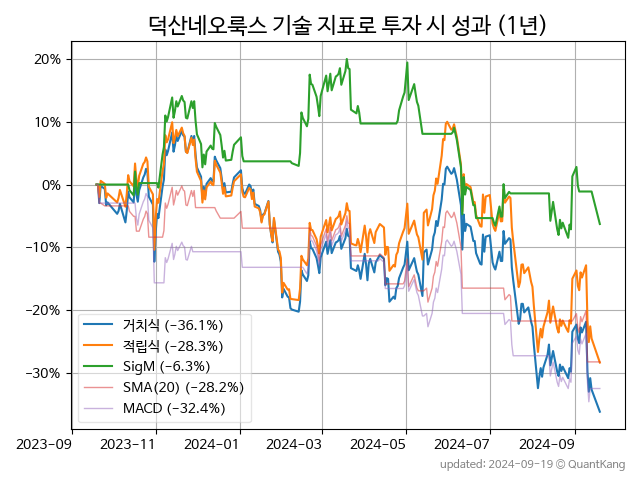 덕산네오룩스 기술 지표로 투자 시 성과 (1년)
20%
10%
0%
−10%
−20%
−30%
거치식 (−36.1%)
적립식 (−28.3%)
SigM (−6.3%)
SMA(20) (−28.2%)
MACD (−32.4%)
2023-09
2023-11
2024-01
2024-03
2024-05
2024-07
2024-09
updated: 2024-09-19 © QuantKang